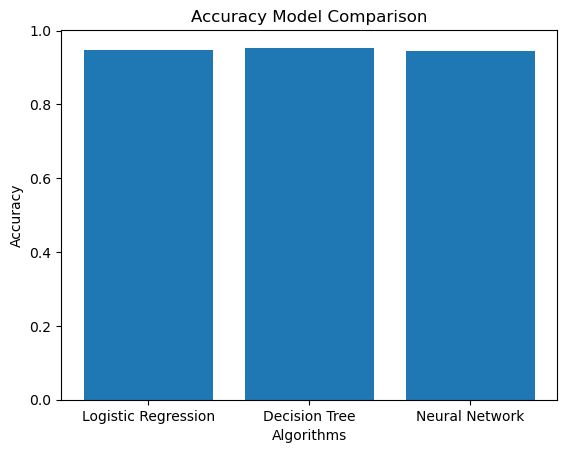 Accuracy Model Comparison
1.0
0.8
0.6
0.4
0.2
0.0
Accuracy
Logistic Regression Decision Tree Neural Network
Algorithms